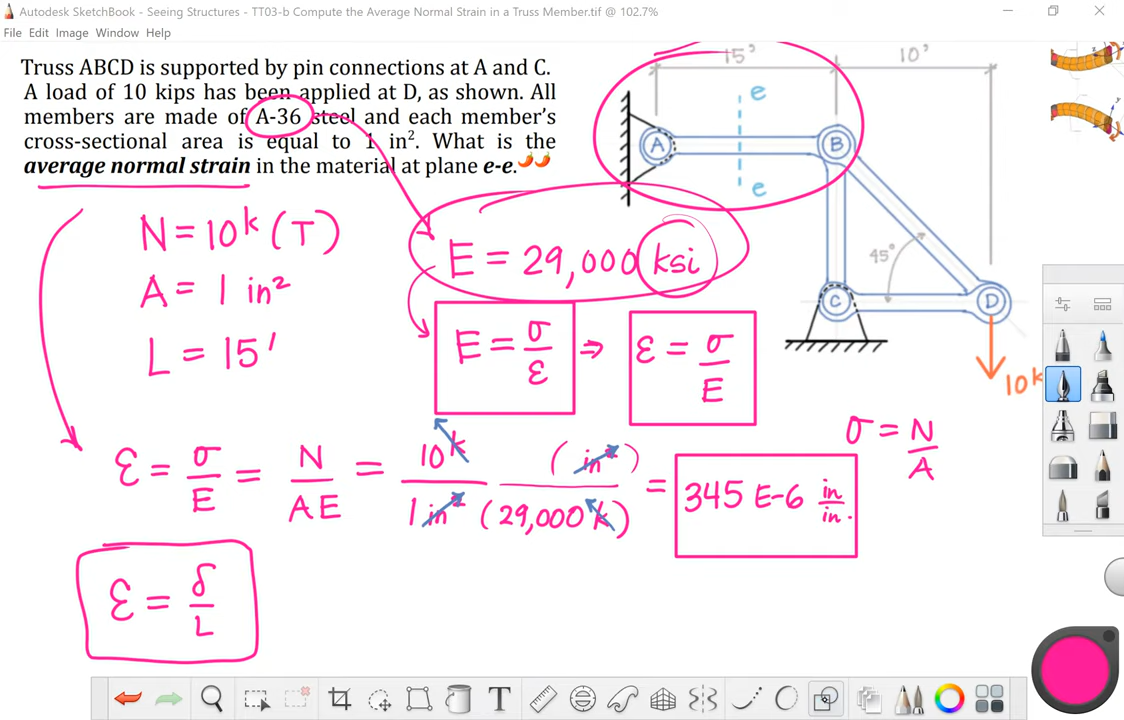 Autodesk SketchBook - Seeing Structures - TT03-b Compute the Average Normal Strain in a Truss Member.tif @ 102.7%
File Edit Image Window Help
Truss ABCD is supported by pin connections at A and C.
A load of 10 kips has been applied at D, as shown. All
members are made of A-36 steel and each member's
cross-sectional area is equal to 1 in². What is the
average normal strain in the material at plane e-e.
15'
10'
e
A
B
e
45°
C
D
10k
N = 10k (T)
A = 1 in²
L = 15'
E = 29,000 ksi
E = σ/ε ⇒ ε = σ/E
σ = N/A
ε = σ/E = N/AE = 10k/1 in² (in²)/(29,000 k) = 345 E-6 in/in.
ε = δ/L
T